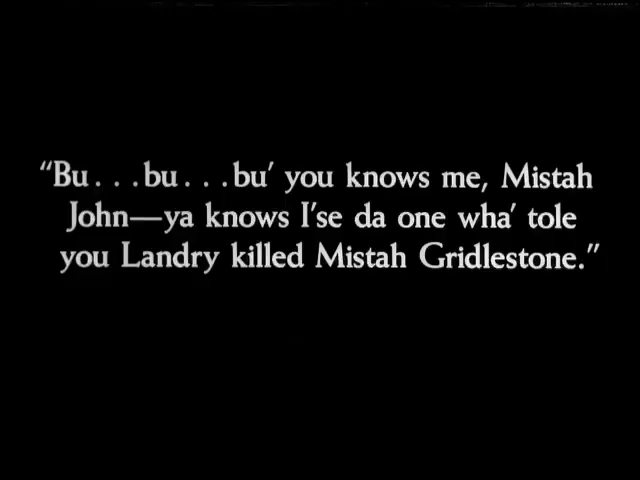 “Bu . . . bu . . . bu’ you knows me, Mistah
John—ya knows I’se da one wha’ tole
you Landry killed Mistah Gridlestone.”